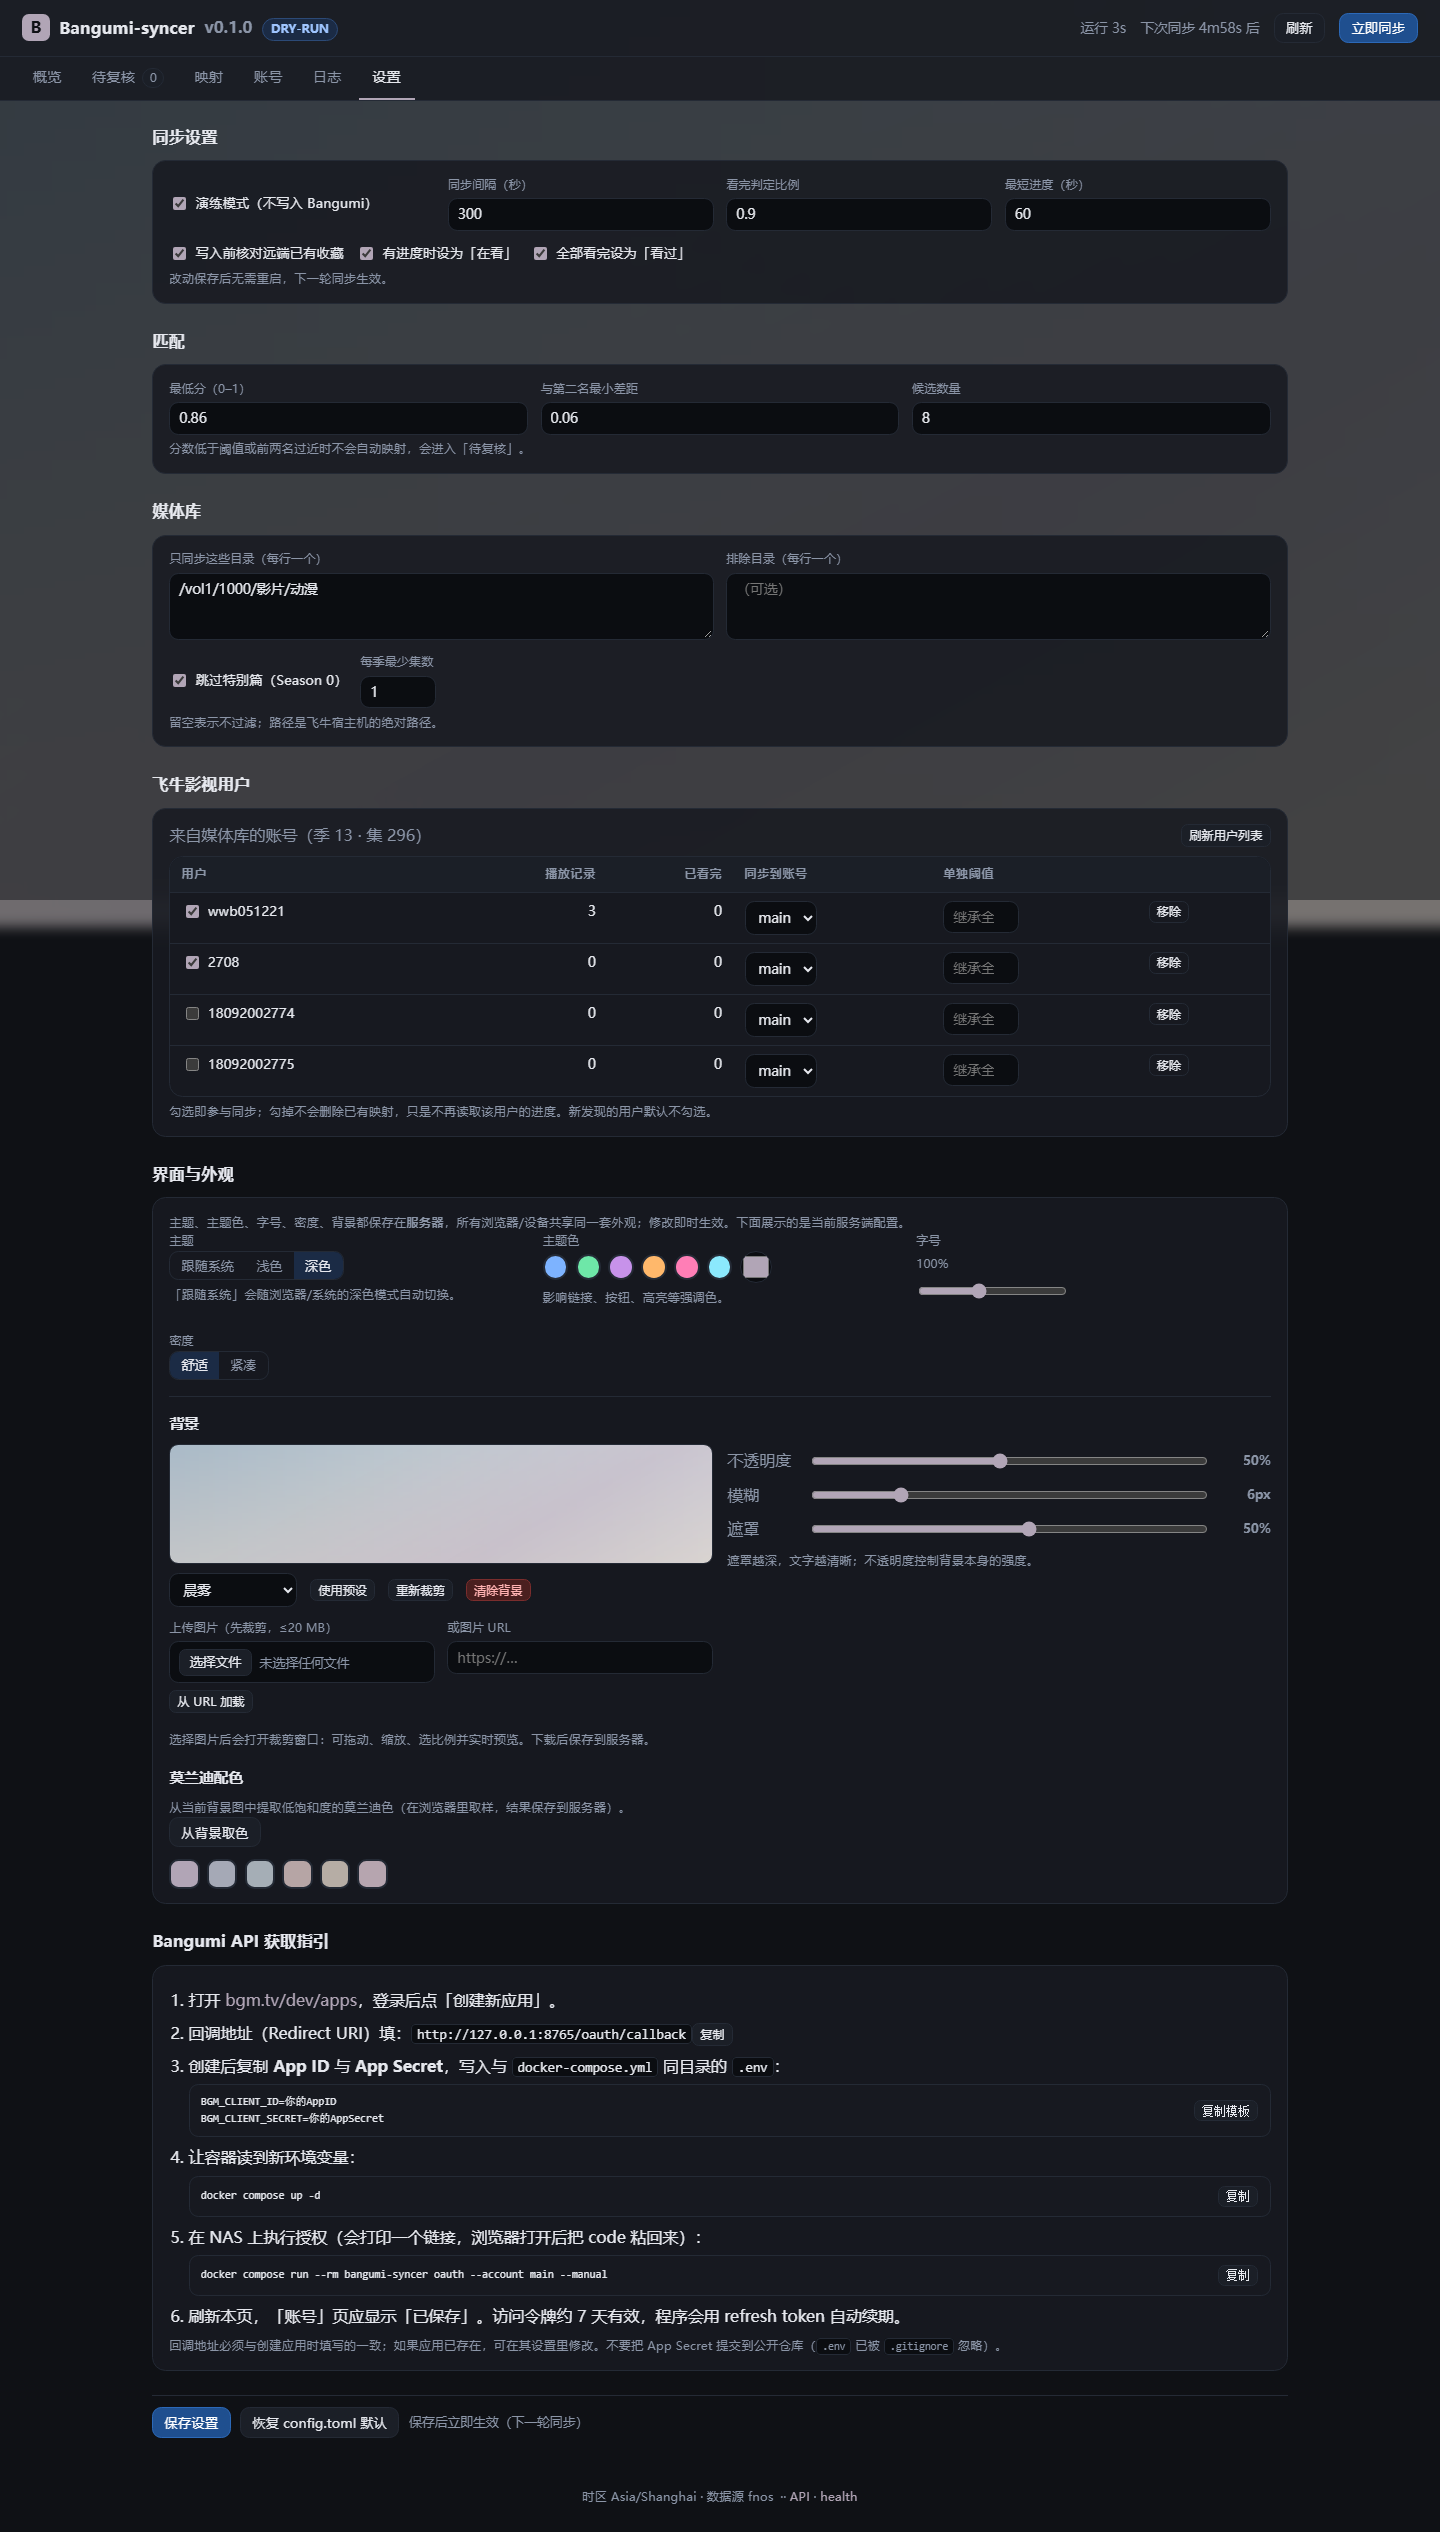 B Bangumi-syncer v0.1.0 DRY-RUN 运行 3s 下次同步 4m58s 后 刷新 立即同步
概览 待复核 0 映射 账号 日志 设置
同步设置
演练模式（不写入 Bangumi）
同步间隔（秒）
300
看完判定比例
0.9
最短进度（秒）
60
写入前核对远端已有收藏 有进度时设为「在看」 全部看完设为「看过」
改动保存后无需重启，下一轮同步生效。
匹配
最低分（0–1） 与第二名最小差距 候选数量
0.86 0.06 8
分数低于阈值或前两名过近时不会自动映射，会进入「待复核」。
媒体库
只同步这些目录（每行一个） 排除目录（每行一个）
/vol1/1000/影片/动漫 （可选）
跳过特别篇（Season 0）
每季最少集数
1
留空表示不过滤；路径是飞牛宿主机的绝对路径。
飞牛影视用户
来自媒体库的账号（季 13 · 集 296） 刷新用户列表
用户 播放记录 已看完 同步到账号 单独阈值
wwb051221 3 0 main 继承全 移除
2708 0 0 main 继承全 移除
18092002774 0 0 main 继承全 移除
18092002775 0 0 main 继承全 移除
勾选即参与同步；勾掉不会删除已有映射，只是不再读取该用户的进度。新发现的用户默认不勾选。
界面与外观
主题、主题色、字号、密度、背景都保存在服务器，所有浏览器/设备共享同一套外观；修改即时生效。下面展示的是当前服务端配置。
主题
跟随系统 浅色 深色
「跟随系统」会随浏览器/系统的深色模式自动切换。
主题色
影响链接、按钮、高亮等强调色。
字号
100%
密度
舒适 紧凑
背景
不透明度 50%
模糊 6px
遮罩 50%
遮罩越深，文字越清晰；不透明度控制背景本身的强度。
晨雾 使用预设 重新裁剪 清除背景
上传图片（先裁剪，≤20 MB） 或图片 URL
选择文件 未选择任何文件 https://...
从 URL 加载
选择图片后会打开裁剪窗口：可拖动、缩放、选比例并实时预览。下载后保存到服务器。
莫兰迪配色
从当前背景图中提取低饱和度的莫兰迪色（在浏览器里取样，结果保存到服务器）。
从背景取色
Bangumi API 获取指引
1. 打开 bgm.tv/dev/apps，登录后点「创建新应用」。
2. 回调地址（Redirect URI）填： http://127.0.0.1:8765/oauth/callback 复制
3. 创建后复制 App ID 与 App Secret，写入与 docker-compose.yml 同目录的 .env：
BGM_CLIENT_ID=你的AppID
BGM_CLIENT_SECRET=你的AppSecret
复制模板
4. 让容器读到新环境变量：
docker compose up -d 复制
5. 在 NAS 上执行授权（会打印一个链接，浏览器打开后把 code 粘回来）：
docker compose run --rm bangumi-syncer oauth --account main --manual 复制
6. 刷新本页，「账号」页应显示「已保存」。访问令牌约 7 天有效，程序会用 refresh token 自动续期。
回调地址必须与创建应用时填写的一致；如果应用已存在，可在其设置里修改。不要把 App Secret 提交到公开仓库（ .env 已被 .gitignore 忽略）。
保存设置 恢复 config.toml 默认 保存后立即生效（下一轮同步）
时区 Asia/Shanghai · 数据源 fnos ·· API · health